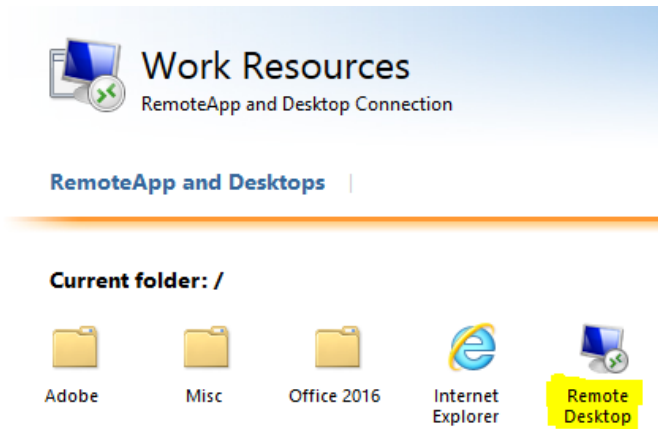 Work Resources
RemoteApp and Desktop Connection
RemoteApp and Desktops |
Current folder: /
Adobe
Misc
Office 2016
Internet
Explorer
Remote
Desktop